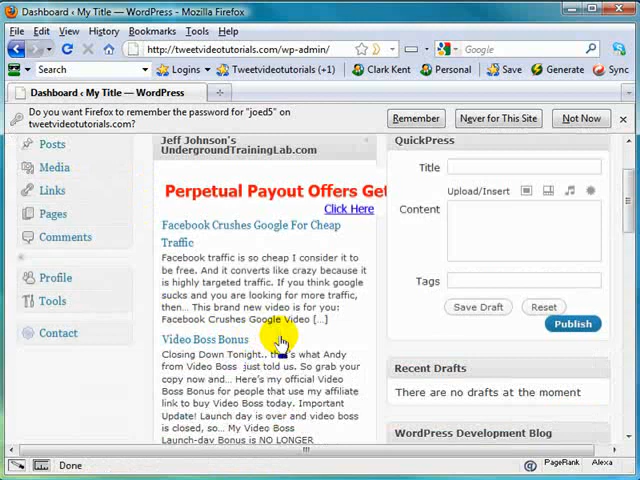 Dashboard ‹ My Title — WordPress - Mozilla Firefox
File Edit View History Bookmarks Tools Help
http://tweetvideotutorials.com/wp-admin/
Google
Search
Logins
Tweetvideotutorials (+1)
Clark Kent
Personal
Save
Generate
Sync
Dashboard ‹ My Title — WordPress
Do you want Firefox to remember the password for "joed5" on
tweetvideotutorials.com?
Remember
Never for This Site
Not Now
Posts
Media
Links
Pages
Comments
Profile
Tools
Contact
Jeff Johnson's
UndergroundTrainingLab.com
Perpetual Payout Offers Get
Click Here
Facebook Crushes Google For Cheap
Traffic
Facebook traffic is so cheap I consider it to
be free. And it converts like crazy because it
is highly targeted traffic. If you think google
sucks and you are looking for more traffic,
then… This brand new video is for you:
Facebook Crushes Google Video […]
Video Boss Bonus
Closing Down Tonight.. that's what Andy
from Video Boss just told us. So grab your
copy now and… Here's my official Video
Boss Bonus for people that use my affiliate
link to buy Video Boss today. Important
Update! Launch day is over and video boss
is closed, so… My Video Boss
Launch-day Bonus is NO LONGER
QuickPress
Title
Upload/Insert
Content
Tags
Save Draft
Reset
Publish
Recent Drafts
There are no drafts at the moment
WordPress Development Blog
Done
PageRank
Alexa